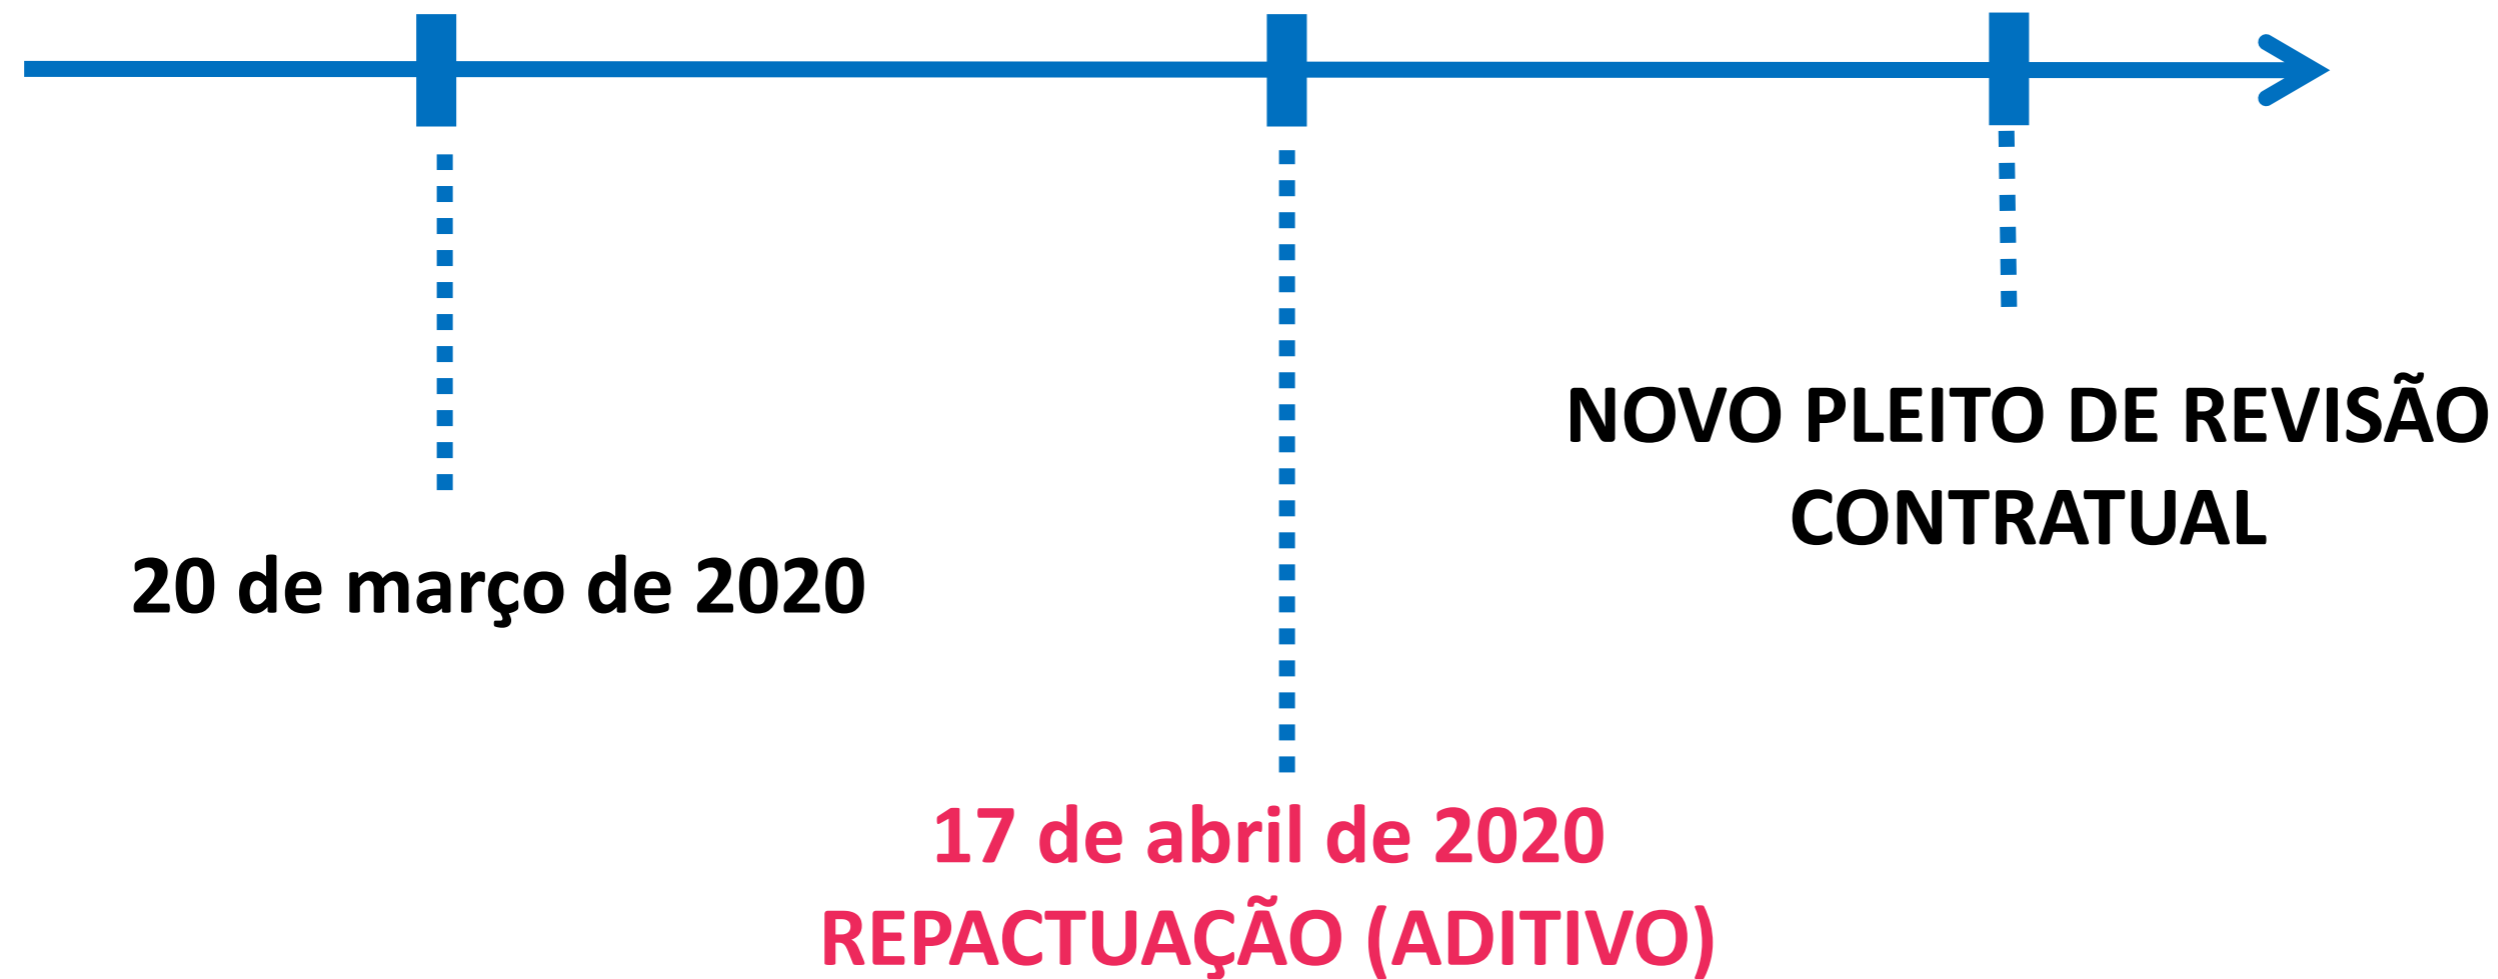 20 de março de 2020
17 de abril de 2020
REPACTUAÇÃO (ADITIVO)
NOVO PLEITO DE REVISÃO
CONTRATUAL